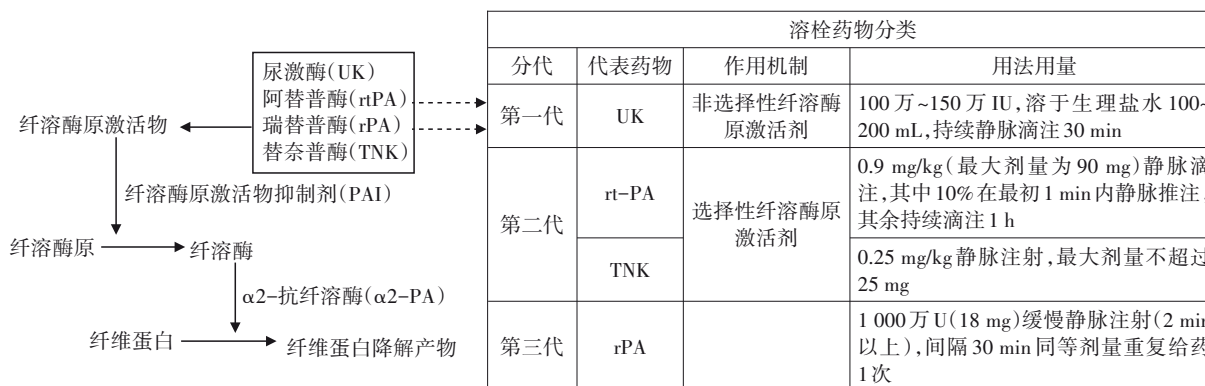 尿激酶(UK)
阿替普酶(rtPA)
瑞替普酶(rPA)
替奈普酶(TNK)
纤溶酶原激活物
纤溶酶原激活物抑制剂(PAI)
纤溶酶原
纤溶酶
α2-抗纤溶酶(α2-PA)
纤维蛋白
纤维蛋白降解产物
溶栓药物分类
分代 代表药物 作用机制 用法用量
第一代 UK
非选择性纤溶酶
原激活剂
100万~150万 IU,溶于生理盐水 100~
200 mL,持续静脉滴注 30 min
第二代
rt-PA
选择性纤溶酶原
激活剂
0.9 mg/kg(最大剂量为 90 mg)静脉滴
注,其中10%在最初1 min内静脉推注,
其余持续滴注1 h
TNK
0.25 mg/kg静脉注射,最大剂量不超过
25 mg
第三代 rPA
1 000万U(18 mg)缓慢静脉注射(2 min
以上),间隔30 min同等剂量重复给药
1次